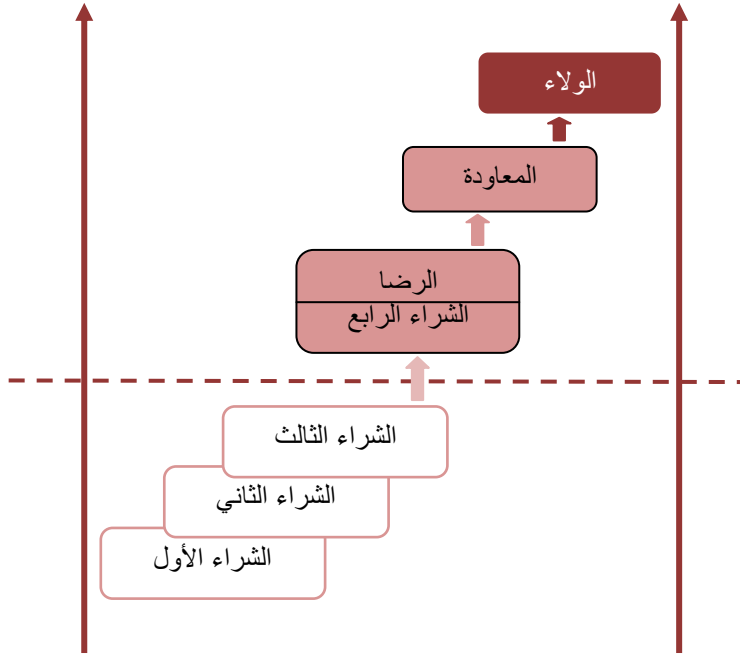 الولاء
المعاودة
الرضا
الشراء الرابع
الشراء الثالث
الشراء الثاني
الشراء الأول